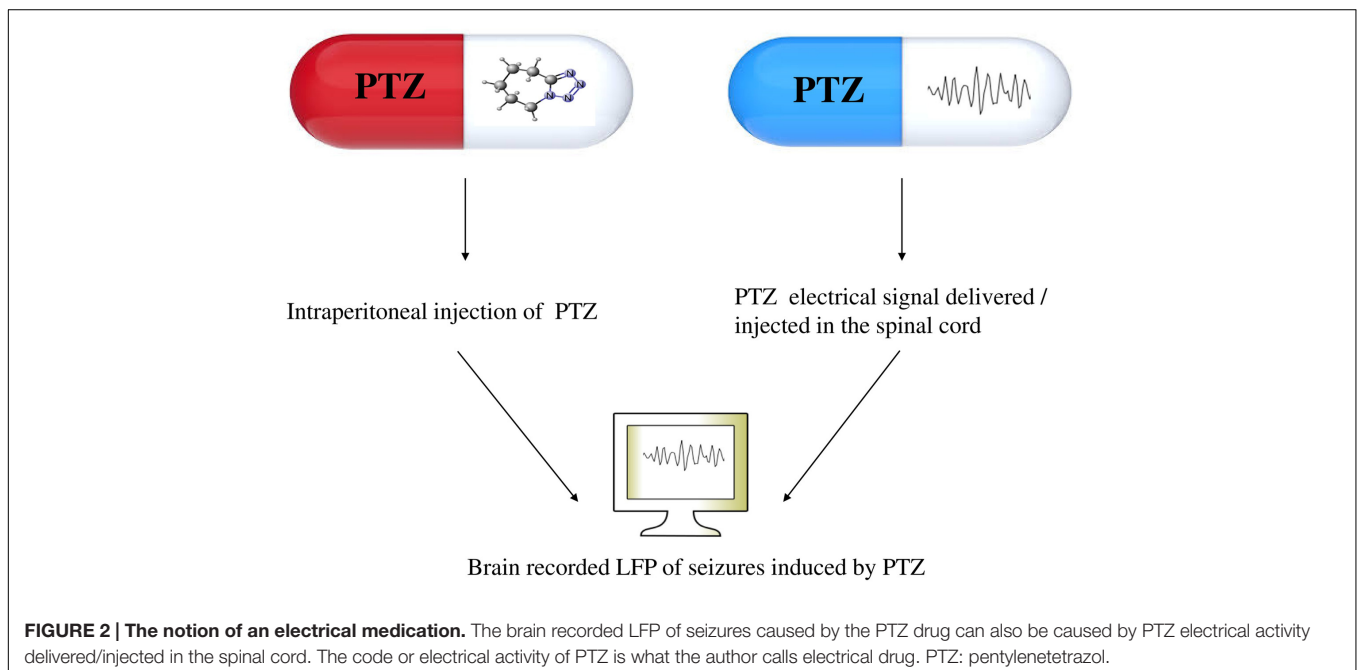 PTZ
PTZ
Intraperitoneal injection of PTZ
PTZ electrical signal delivered /
injected in the spinal cord
Brain recorded LFP of seizures induced by PTZ
FIGURE 2 | The notion of an electrical medication. The brain recorded LFP of seizures caused by the PTZ drug can also be caused by PTZ electrical activity
delivered/injected in the spinal cord. The code or electrical activity of PTZ is what the author calls electrical drug. PTZ: pentylenetetrazol.